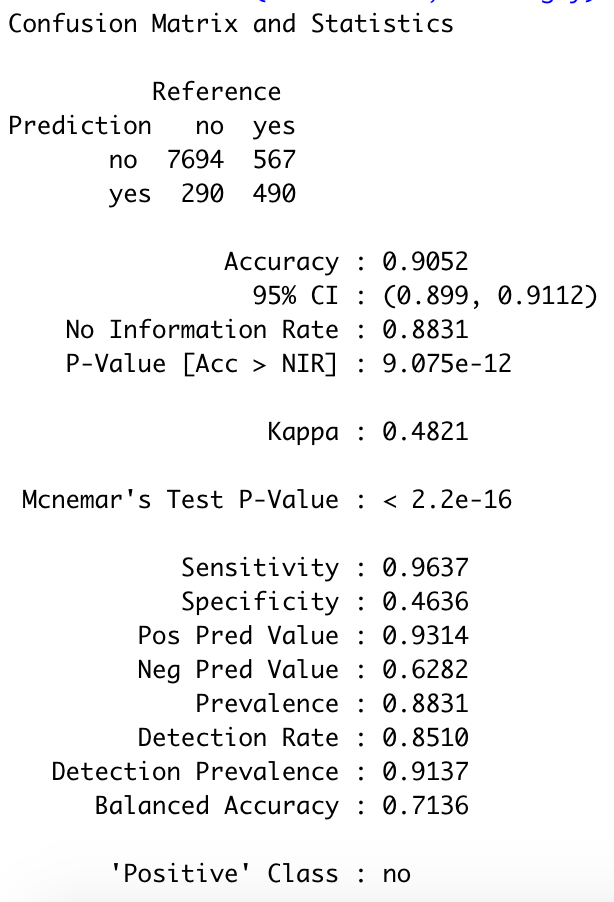 Confusion Matrix and Statistics
Reference
Prediction no yes
no 7694 567
yes 290 490
Accuracy : 0.9052
95% CI : (0.899, 0.9112)
No Information Rate : 0.8831
P-Value [Acc > NIR] : 9.075e-12
Kappa : 0.4821
Mcnemar's Test P-Value : < 2.2e-16
Sensitivity : 0.9637
Specificity : 0.4636
Pos Pred Value : 0.9314
Neg Pred Value : 0.6282
Prevalence : 0.8831
Detection Rate : 0.8510
Detection Prevalence : 0.9137
Balanced Accuracy : 0.7136
'Positive' Class : no